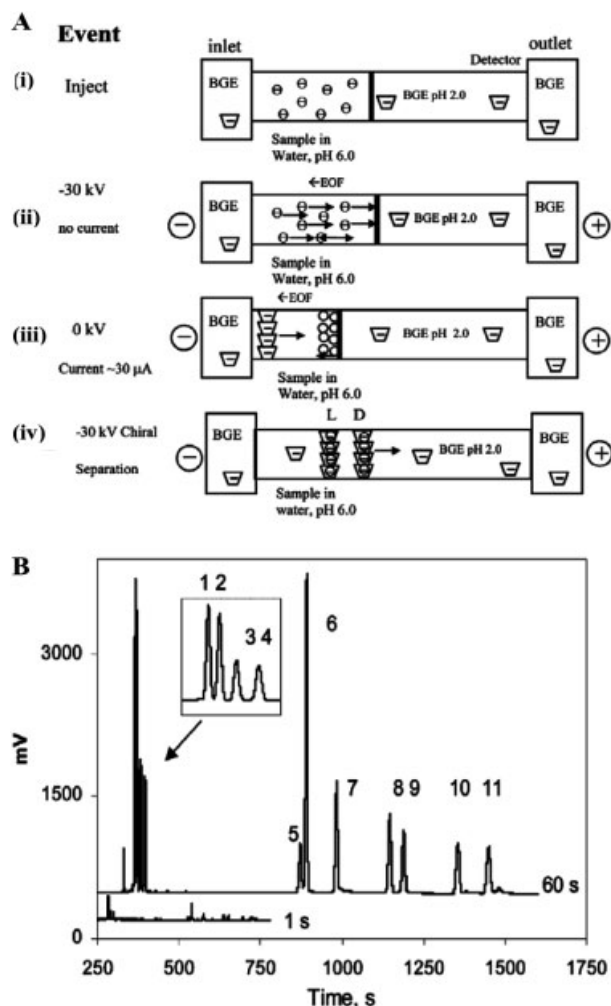 A Event
inlet
outlet
Detector
(i) Inject
BGE
BGE pH 2.0
BGE
Sample in
Water, pH 6.0
-30 kV
←EOF
(ii)
no current
BGE
BGE pH 2.0
BGE
Sample in
Water, pH 6.0
0 kV
←EOF
(iii)
BGE
BGE pH 2.0
BGE
Current ~30 µA
Sample in
Water, pH 6.0
L D
(iv) -30 kV Chiral
BGE
BGE pH 2.0
BGE
Separation
Sample in
water, pH 6.0
B
1 2
3 4
6
3000
mV
7
1500
8 9
10
11
5
60 s
1 s
0
250 500 750 1000 1250 1500 1750
Time, s